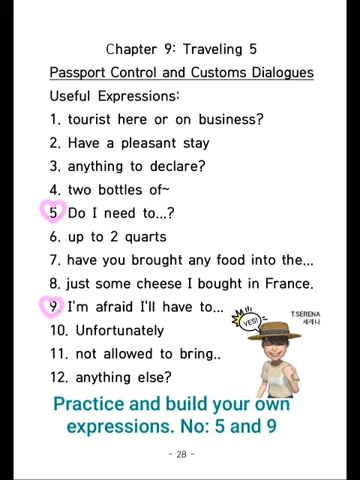 Chapter 9: Traveling 5
Passport Control and Customs Dialogues
Useful Expressions:
1. tourist here or on business?
2. Have a pleasant stay
3. anything to declare?
4. two bottles of~
5. Do I need to...?
6. up to 2 quarts
7. have you brought any food into the...
8. just some cheese I bought in France.
9. I'm afraid I'll have to...
YES!
T.SERENA
세레나
10. Unfortunately
11. not allowed to bring..
12. anything else?
Practice and build your own
expressions. No: 5 and 9
- 28 -